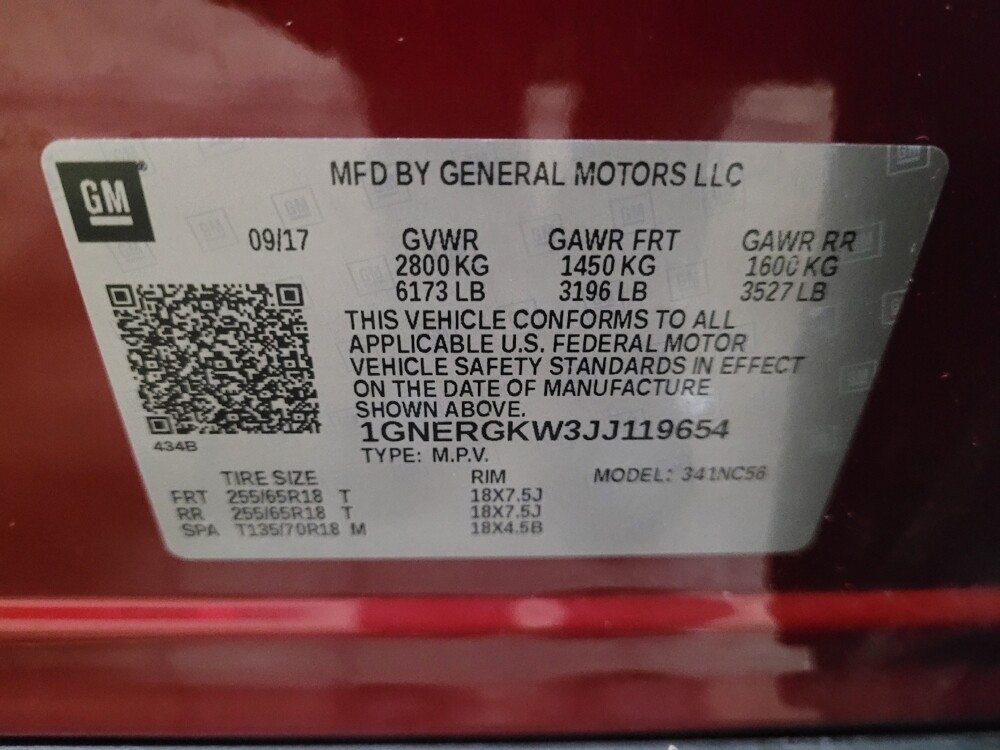 GM
MFD BY GENERAL MOTORS LLC
09/17 GVWR GAWR FRT GAWR RR
2800 KG 1450 KG 1600 KG
6173 LB 3196 LB 3527 LB
THIS VEHICLE CONFORMS TO ALL
APPLICABLE U.S. FEDERAL MOTOR
VEHICLE SAFETY STANDARDS IN EFFECT
ON THE DATE OF MANUFACTURE
SHOWN ABOVE.
1GNERGKW3JJ119654
434B
TYPE: M.P.V.
TIRE SIZE RIM MODEL: 341NC56
FRT 255/65R18 T 18X7.5J
RR 255/65R18 T 18X7.5J
SPA T135/70R18 M 18X4.5B